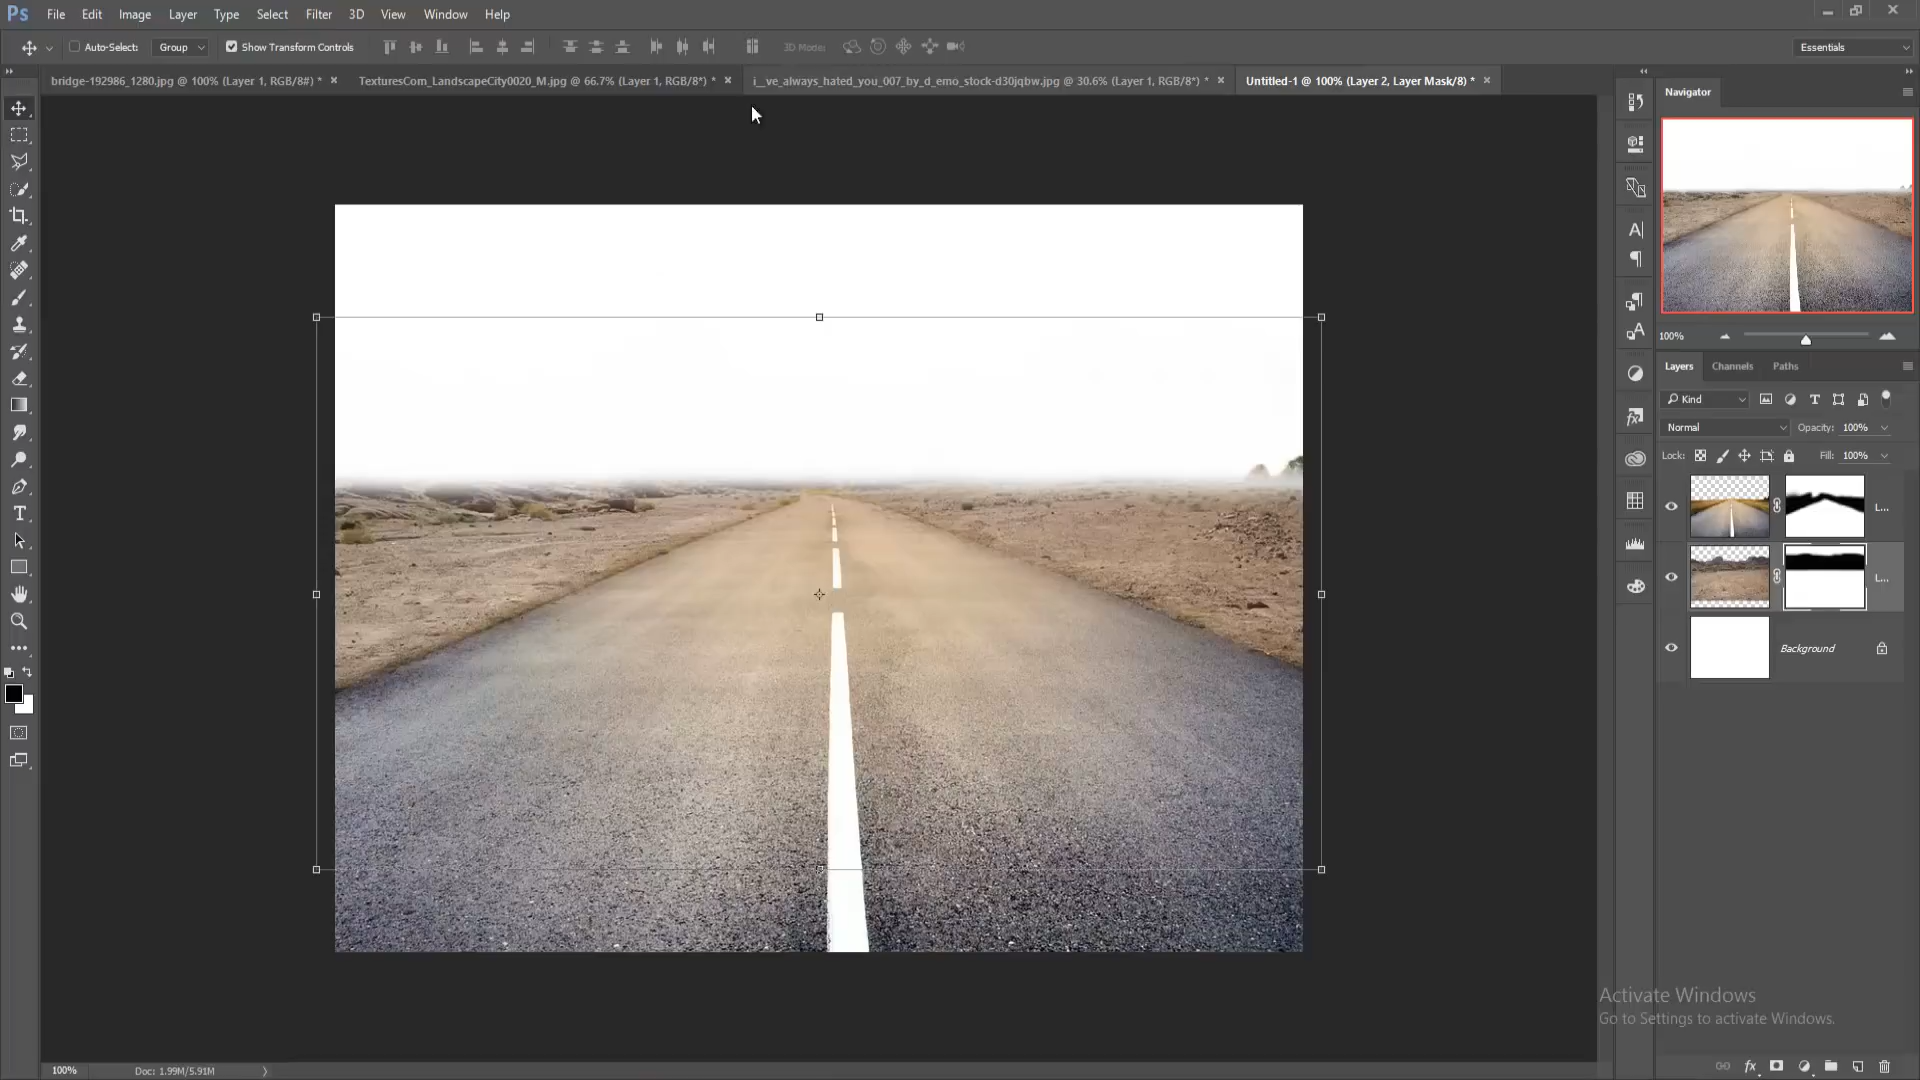 Ps File Edit Image Layer Type Select Filter 3D View Window Help
Auto-Select: Group Show Transform Controls 3D Mode: Essentials
bridge-192986_1280.jpg @ 100% (Layer 1, RGB/8#) * × TexturesCom_LandscapeCity0020_M.jpg @ 66.7% (Layer 1, RGB/8*) * × i__ve_always_hated_you_007_by_d_emo_stock-d30jqbw.jpg @ 30.6% (Layer 1, RGB/8*) * × Untitled-1 @ 100% (Layer 2, Layer Mask/8) * ×
Navigator
100%
Layers Channels Paths
Kind
Normal Opacity: 100%
Lock: Fill: 100%
L...
L...
Background
Activate Windows
Go to Settings to activate Windows.
100% Doc: 1.99M/5.91M